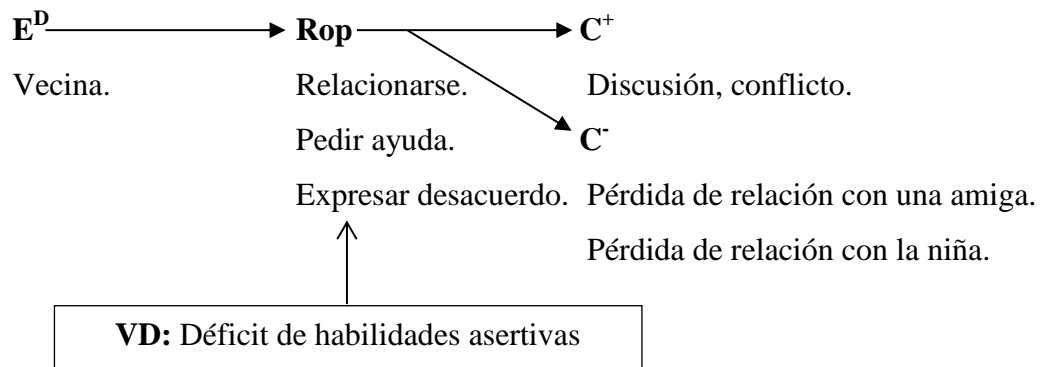 E^D Rop C⁺
Vecina. Relacionarse. Discusión, conflicto.
Pedir ayuda. C⁻
Expresar desacuerdo. Pérdida de relación con una amiga.
Pérdida de relación con la niña.
VD: Déficit de habilidades asertivas